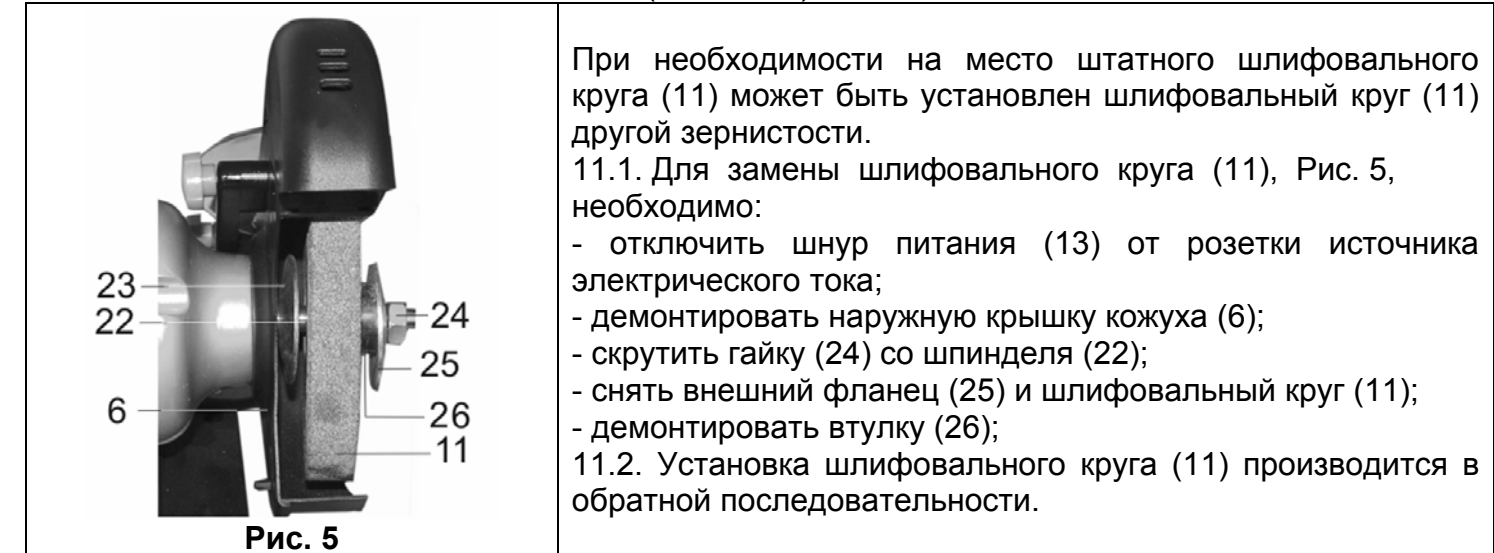 23
22
6
24
25
26
11
Рис. 5
При необходимости на место штатного шлифовального
круга (11) может быть установлен шлифовальный круг (11)
другой зернистости.
11.1. Для замены шлифовального круга (11), Рис. 5,
необходимо:
- отключить шнур питания (13) от розетки источника
электрического тока;
- демонтировать наружную крышку кожуха (6);
- скрутить гайку (24) со шпинделя (22);
- снять внешний фланец (25) и шлифовальный круг (11);
- демонтировать втулку (26);
11.2. Установка шлифовального круга (11) производится в
обратной последовательности.